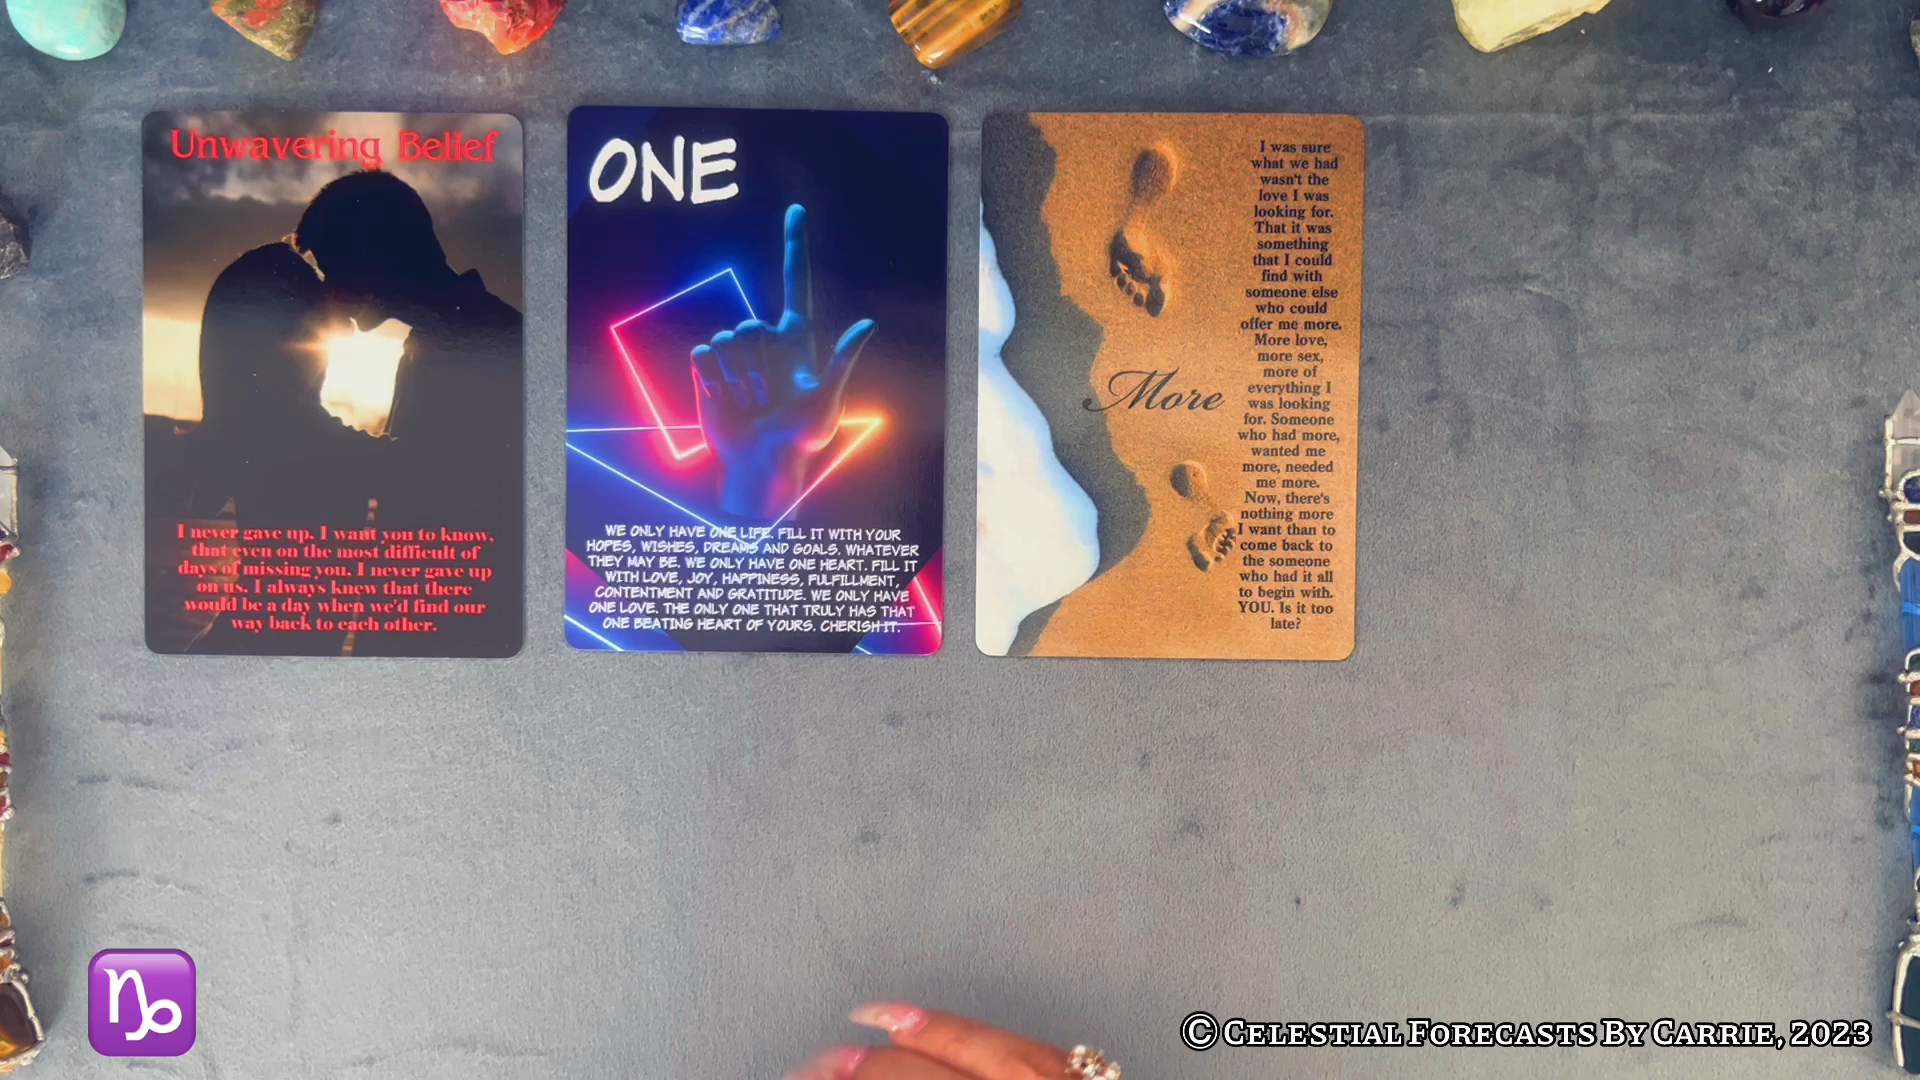 Unwavering Belief
I never gave up. I want you to know,
that even on the most difficult of
days of missing you, I never gave up
on us. I always knew that there
would be a day when we'd find our
way back to each other.
ONE
WE ONLY HAVE ONE LIFE. FILL IT WITH YOUR
HOPES, WISHES, DREAMS AND GOALS. WHATEVER
THEY MAY BE. WE ONLY HAVE ONE HEART. FILL IT
WITH LOVE, JOY, HAPPINESS, FULFILLMENT,
CONTENTMENT AND GRATITUDE. WE ONLY HAVE
ONE LOVE. THE ONLY ONE THAT TRULY HAS THAT
ONE BEATING HEART OF YOURS. CHERISH IT.
More
I was sure
what we had
wasn't the
love I was
looking for.
That it was
something
that I could
find with
someone else
who could
offer me more.
More love,
more sex,
more of
everything I
was looking
for. Someone
who had more,
wanted me
more, needed
me more.
Now, there's
nothing more
I want than to
come back to
the someone
who had it all
to begin with.
YOU. Is it too
late?
© Celestial Forecasts By Carrie, 2023